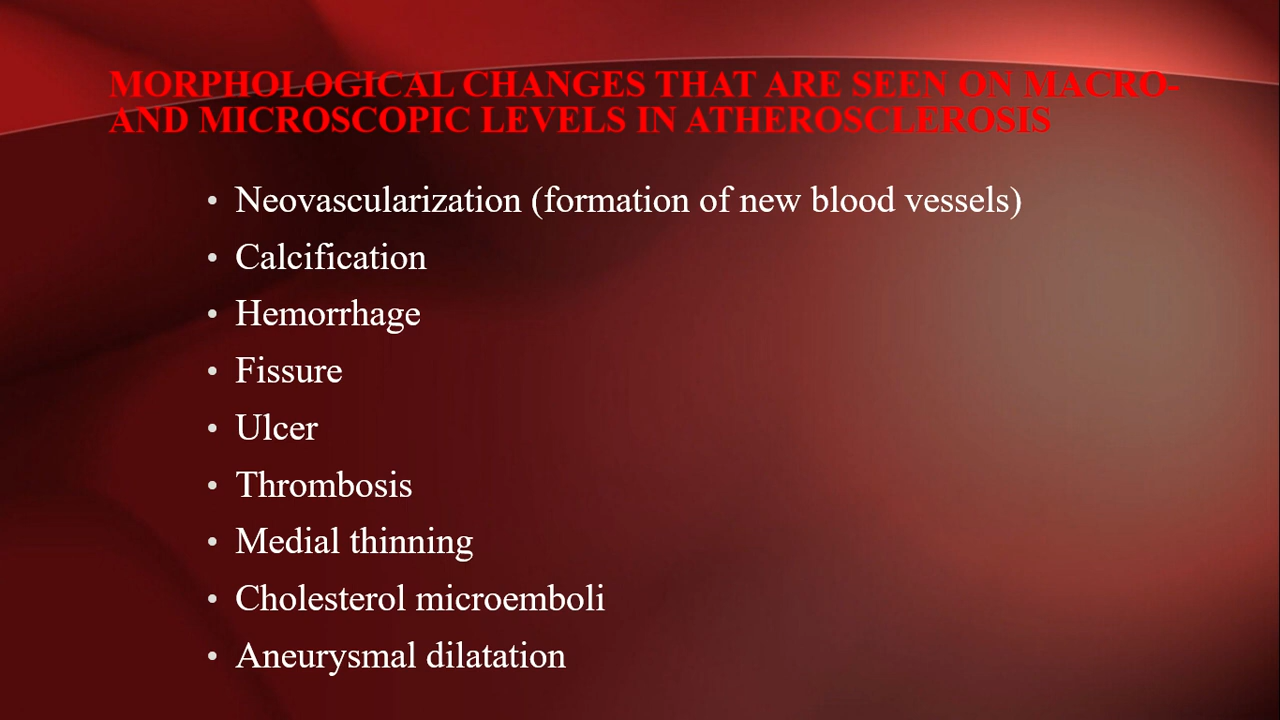 MORPHOLOGICAL CHANGES THAT ARE SEEN ON MACRO-
AND MICROSCOPIC LEVELS IN ATHEROSCLEROSIS
• Neovascularization (formation of new blood vessels)
• Calcification
• Hemorrhage
• Fissure
• Ulcer
• Thrombosis
• Medial thinning
• Cholesterol microemboli
• Aneurysmal dilatation